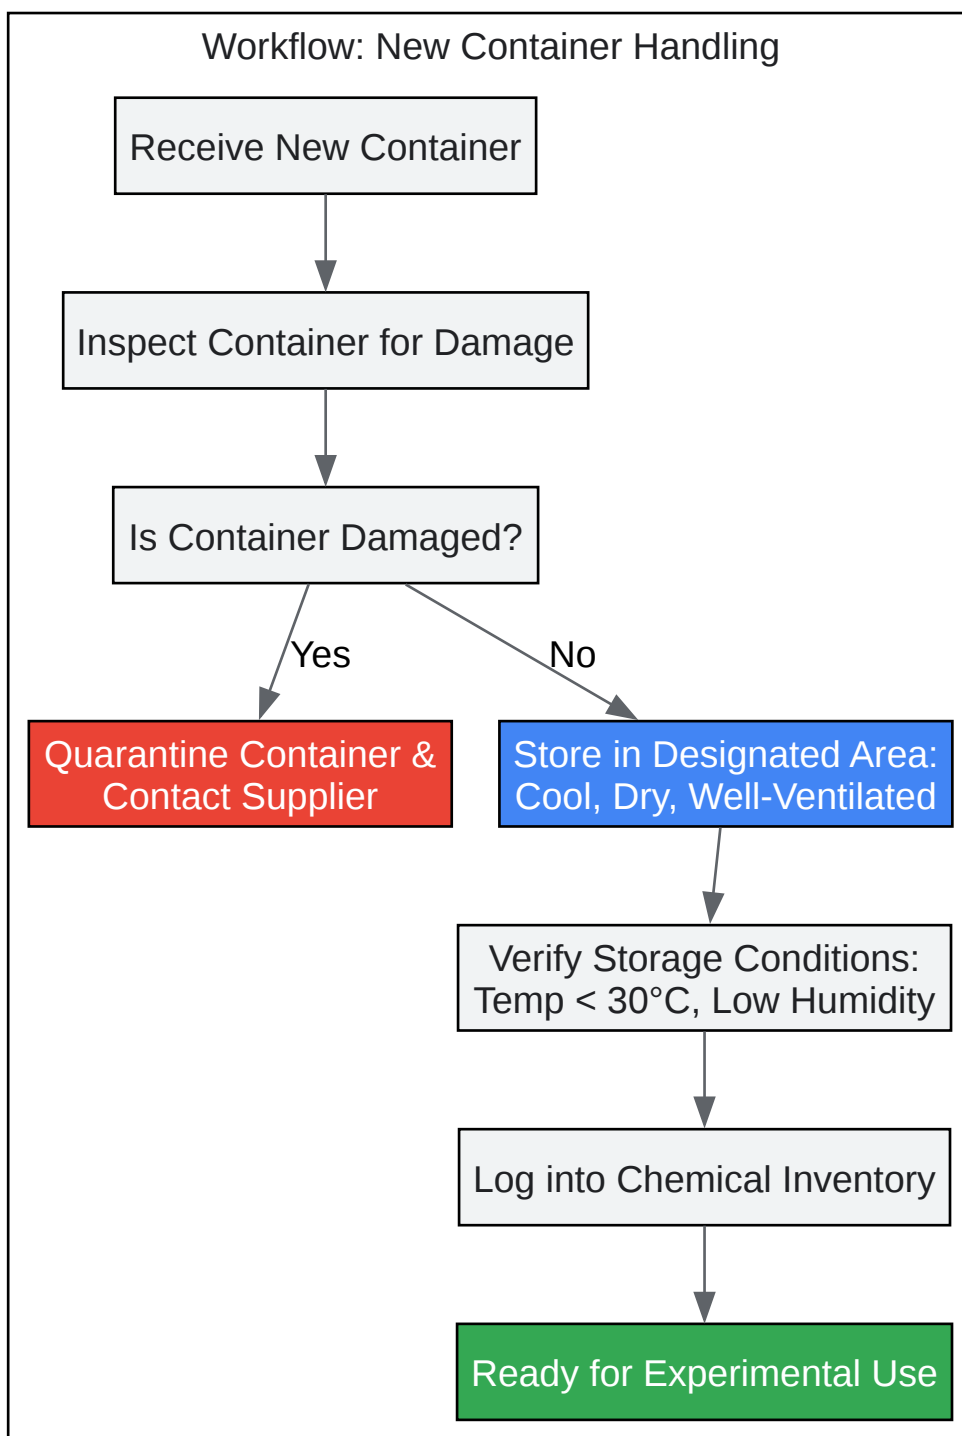 Workflow: New Container Handling
Receive New Container
Inspect Container for Damage
Is Container Damaged?
Yes
No
Quarantine Container &
Contact Supplier
Store in Designated Area:
Cool, Dry, Well-Ventilated
Verify Storage Conditions:
Temp < 30°C, Low Humidity
Log into Chemical Inventory
Ready for Experimental Use